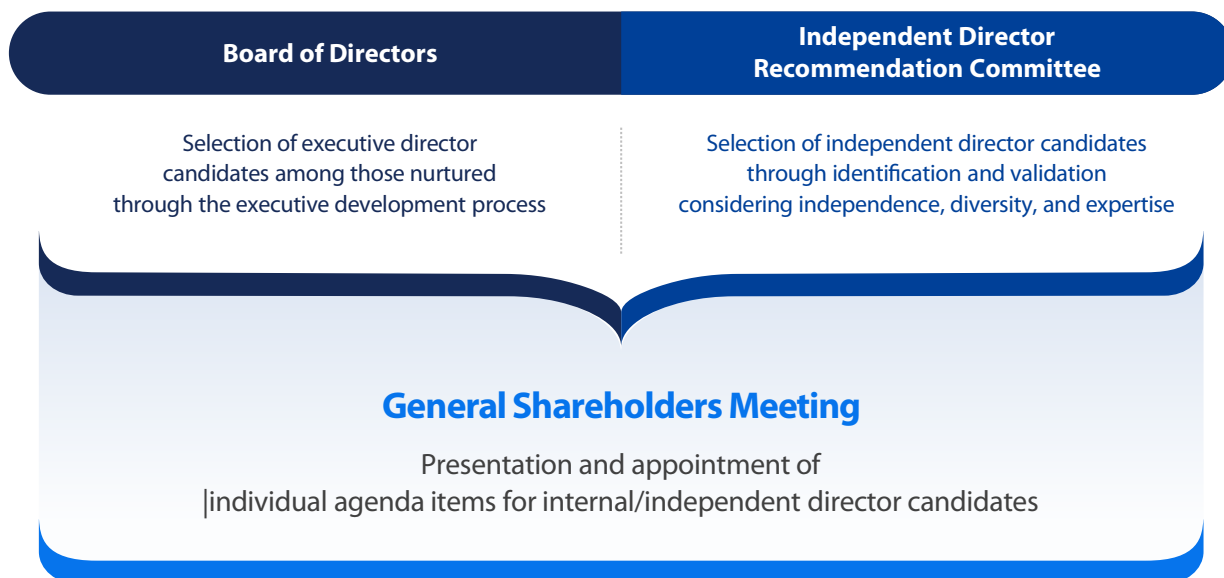 Board of Directors
Independent Director
Recommendation Committee
Selection of executive director
candidates among those nurtured
through the executive development process
Selection of independent director candidates
through identification and validation
considering independence, diversity, and expertise
General Shareholders Meeting
Presentation and appointment of
|individual agenda items for internal/independent director candidates